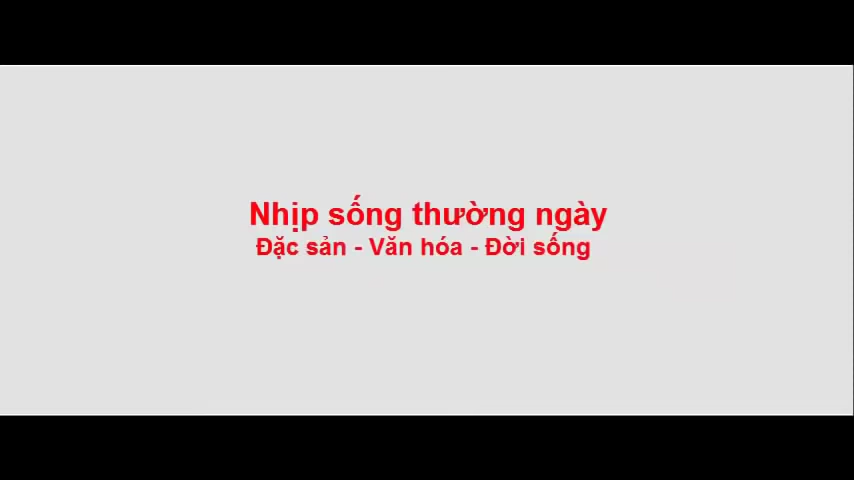 Nhịp sống thường ngày
Đặc sản - Văn hóa - Đời sống